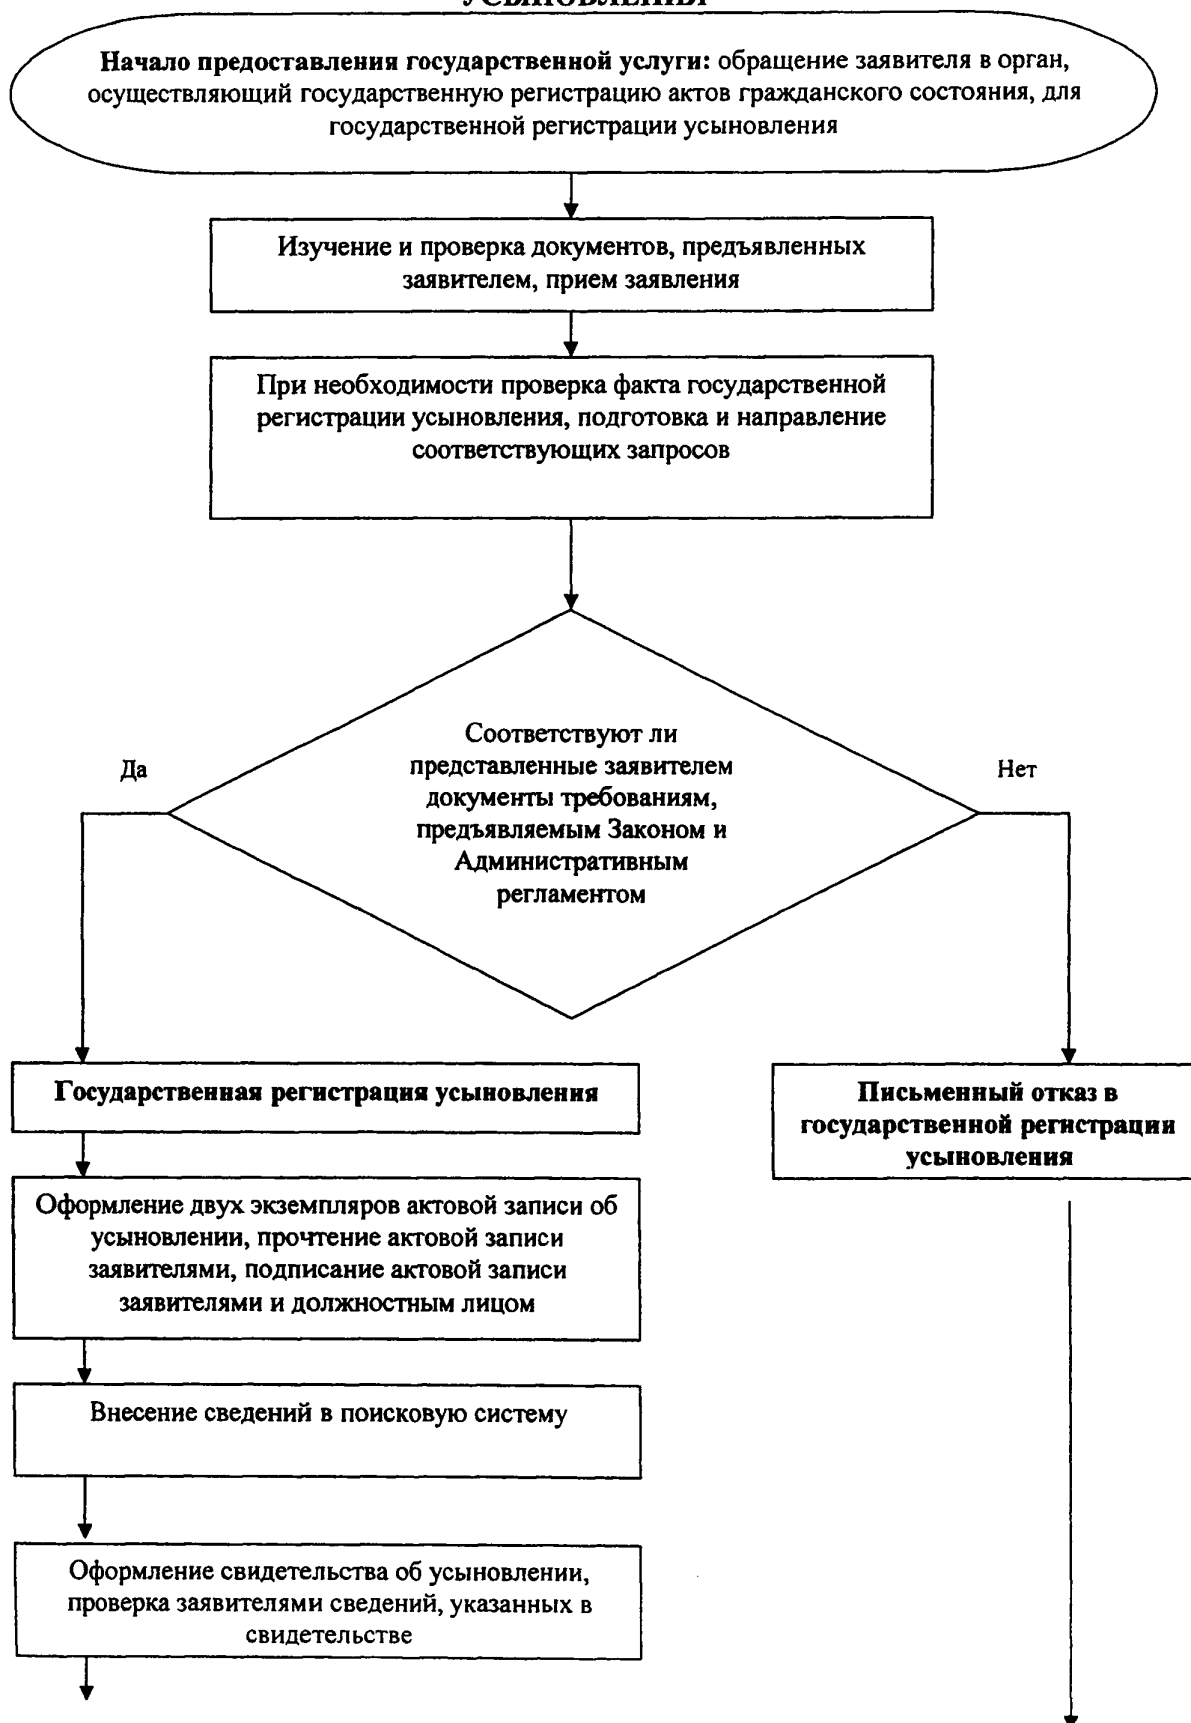 УСЫНОВЛЕНИЯ
Начало предоставления государственной услуги: обращение заявителя в орган,
осуществляющий государственную регистрацию актов гражданского состояния, для
государственной регистрации усыновления
Изучение и проверка документов, предъявленных
заявителем, прием заявления
При необходимости проверка факта государственной
регистрации усыновления, подготовка и направление
соответствующих запросов
Соответствуют ли
представленные заявителем
документы требованиям,
предъявляемым Законом и
Административным
регламентом
Да
Нет
Государственная регистрация усыновления
Письменный отказ в
государственной регистрации
усыновления
Оформление двух экземпляров актовой записи об
усыновлении, прочтение актовой записи
заявителями, подписание актовой записи
заявителями и должностным лицом
Внесение сведений в поисковую систему
Оформление свидетельства об усыновлении,
проверка заявителями сведений, указанных в
свидетельстве